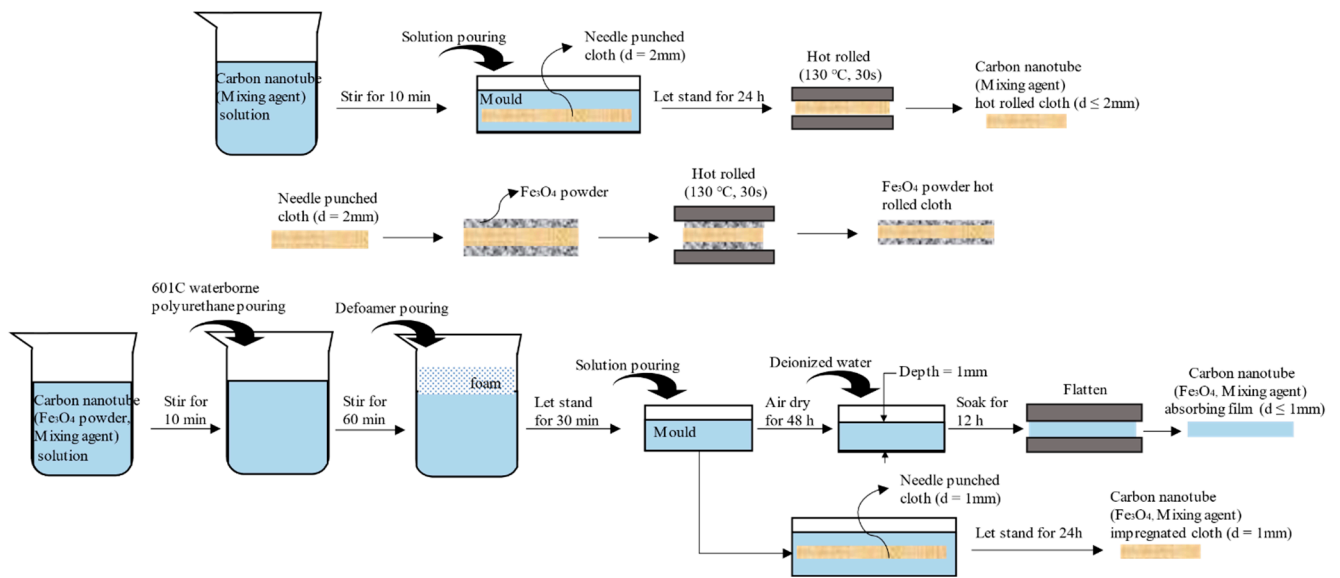 Carbon nanotube
(Mixing agent)
solution
Stir for 10 min
Solution pouring
Mould
Needle punched
cloth (d = 2mm)
Let stand for 24 h
Hot rolled
(130 °C, 30s)
Carbon nanotube
(Mixing agent)
hot rolled cloth (d ≤ 2mm)
Needle punched
cloth (d = 2mm)
Fe3O4 powder
Hot rolled
(130 °C, 30s)
Fe3O4 powder hot
rolled cloth
Carbon nanotube
(Fe3O4 powder,
Mixing agent)
solution
601C waterborne
polyurethane pouring
Stir for
10 min
Defoamer pouring
Stir for
60 min
foam
Let stand
for 30 min
Solution pouring
Mould
Deionized water
Air dry
for 48 h
Depth = 1mm
Soak for
12 h
Flatten
Carbon nanotube
(Fe3O4, Mixing agent)
absorbing film (d ≤ 1mm)
Needle punched
cloth (d = 1mm)
Let stand for 24h
Carbon nanotube
(Fe3O4, Mixing agent)
impregnated cloth (d = 1mm)